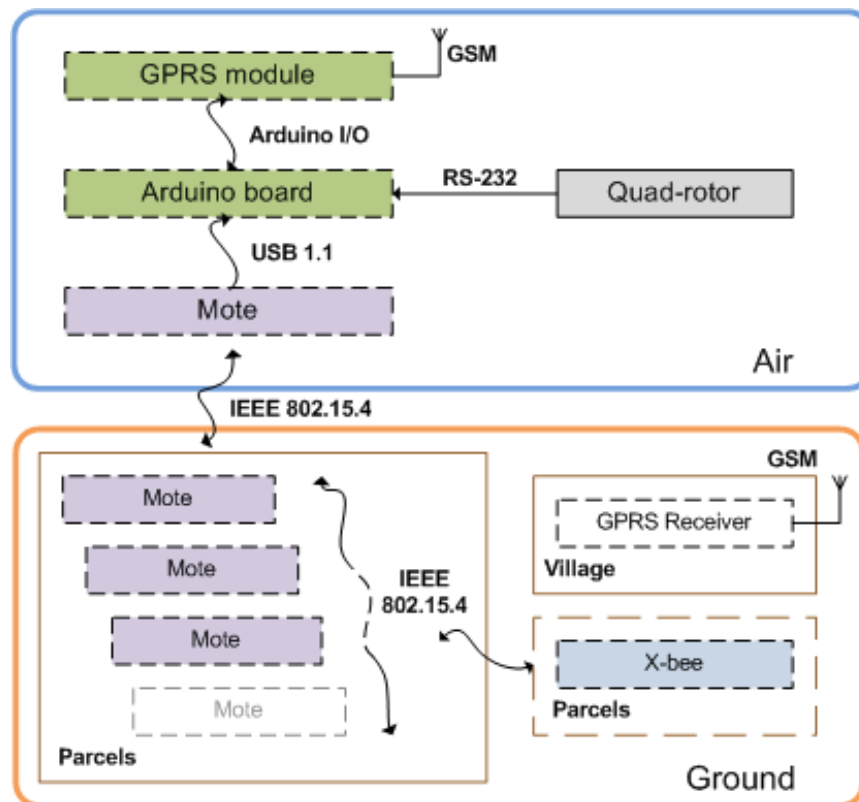 GSM
GPRS module
Arduino I/O
Arduino board
RS-232
Quad-rotor
USB 1.1
Mote
Air
IEEE 802.15.4
GSM
Mote
GPRS Receiver
Mote
Village
IEEE
802.15.4
Mote
X-bee
Mote
Parcels
Parcels
Ground